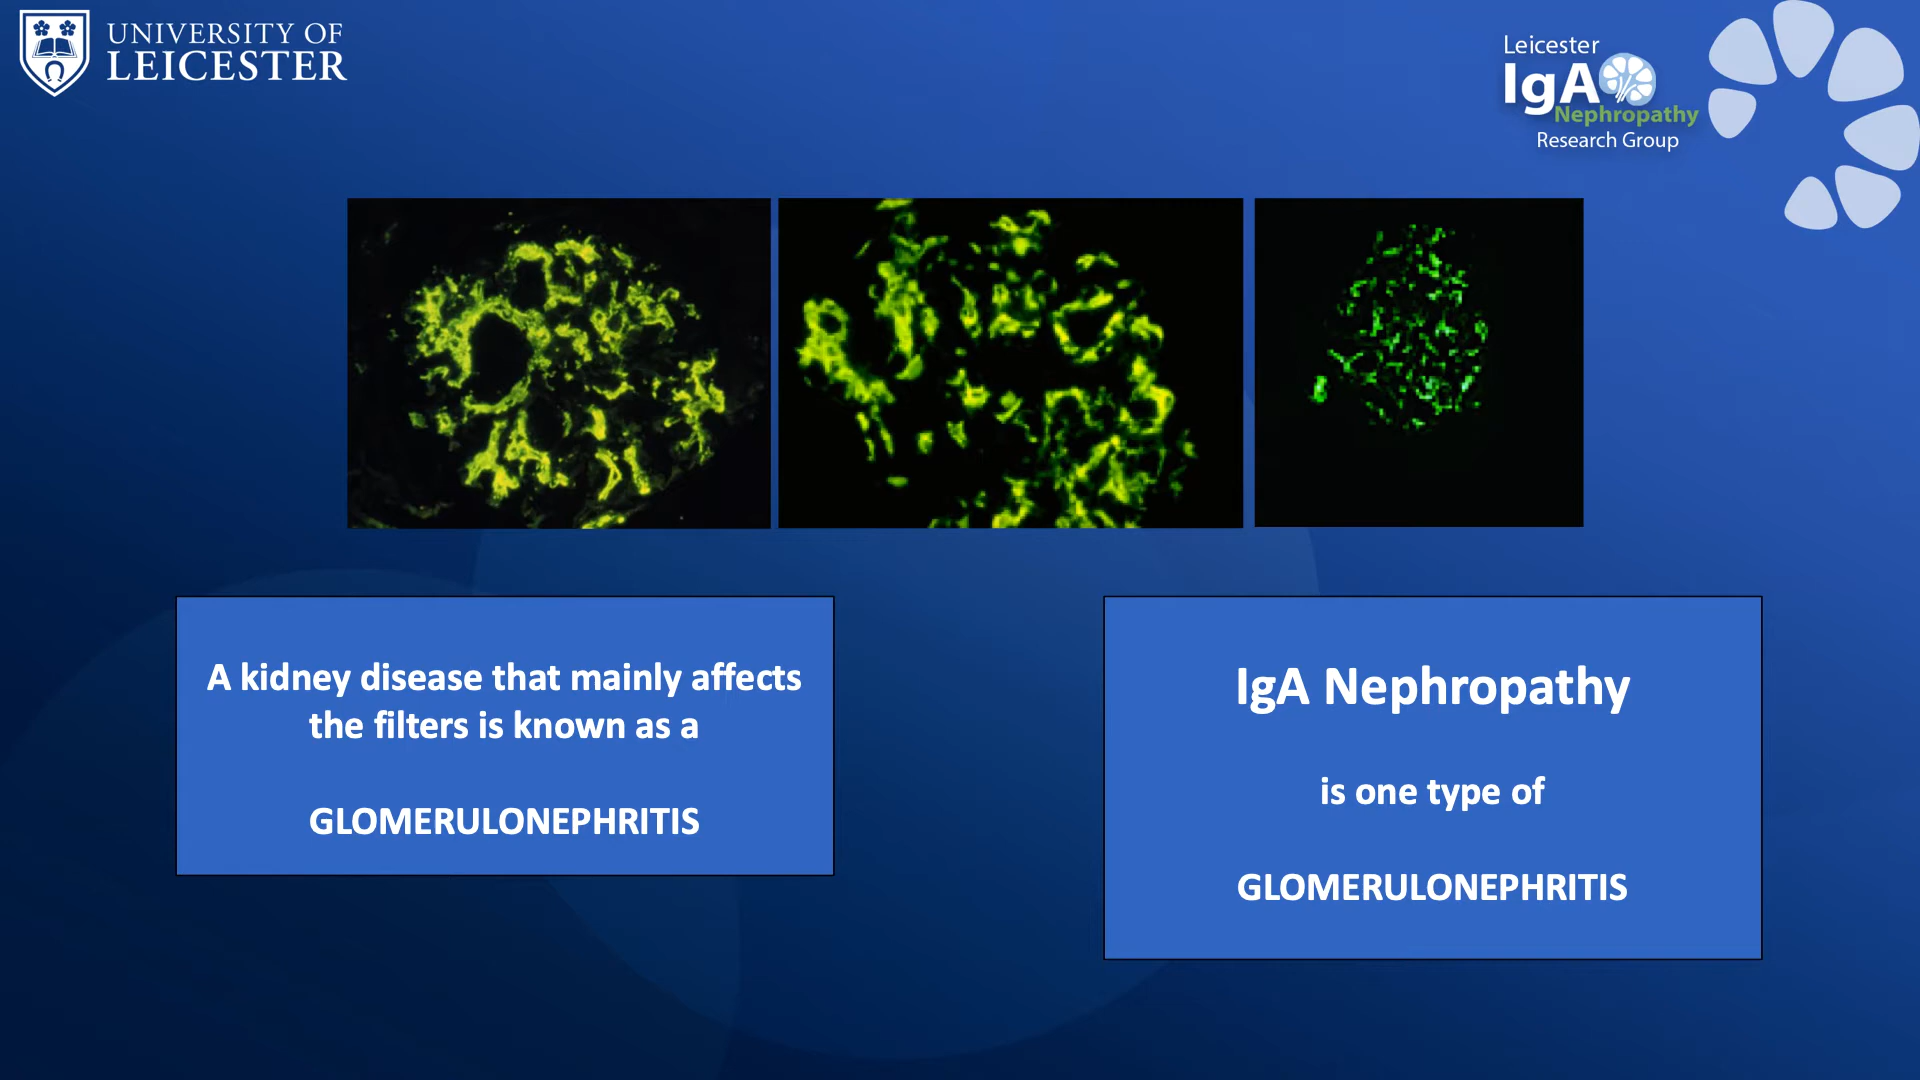 UNIVERSITY OF
LEICESTER
Leicester
IgA
Nephropathy
Research Group
A kidney disease that mainly affects
the filters is known as a
GLOMERULONEPHRITIS
IgA Nephropathy
is one type of
GLOMERULONEPHRITIS